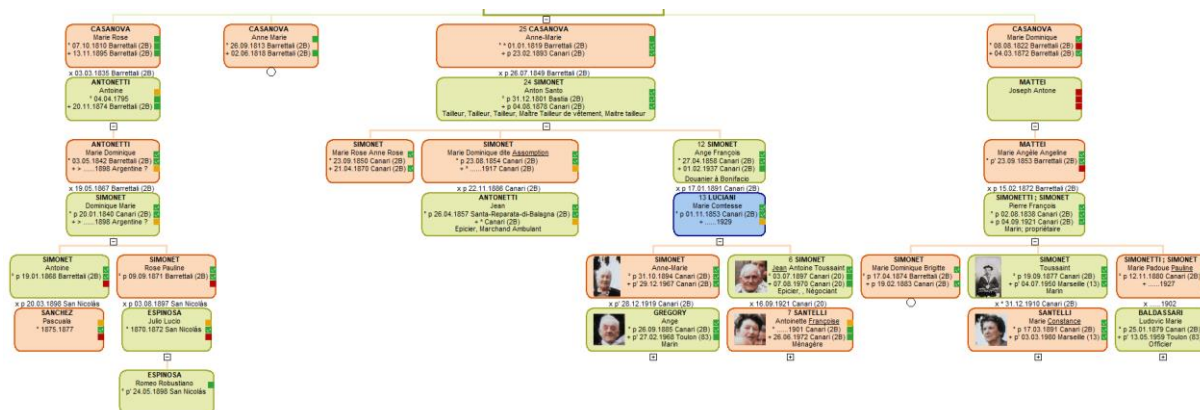 CASANOVA
Marie Rose
° 07.10.1810 Barrettali (2B)
+ 13.11.1895 Barrettali (2B)
x 03.03.1835 Barrettali (2B)
ANTONETTI
Antoine
° 04.04.1795
+ 20.11.1874 Barrettali (2B)
ANTONETTI
Marie Dominique
° 03.05.1842 Barrettali (2B)
+ > ......1898 Argentine ?
x 19.05.1867 Barrettali (2B)
SIMONET
Dominique Marie
° p 20.01.1840 Canari (2B)
+ > ......1898 Argentine ?
SIMONET
Antoine
° p 19.01.1868 Barrettali (2B)
x p 20.03.1898 San Nicolás
SANCHEZ
Pascuala
° 1875.1877
SIMONET
Rose Pauline
° p 09.09.1871 Barrettali (2B)
x p 03.08.1897 San Nicolás
ESPINOSA
Julio Lucio
° 1870.1872 San Nicolás
ESPINOSA
Romeo Robustiano
° p' 24.05.1898 San Nicolás
CASANOVA
Anne Marie
° 26.09.1813 Barrettali (2B)
+ 02.06.1818 Barrettali (2B)
25 CASANOVA
Anne-Marie
° ^ 01.01.1819 Barrettali (2B)
+ p 23.02.1893 Canari (2B)
x p 26.07.1849 Barrettali (2B)
24 SIMONET
Anton Santo
° p 31.12.1801 Bastia (2B)
+ p 04.08.1878 Canari (2B)
Tailleur, Tailleur, Tailleur, Maître Tailleur de vêtement, Maitre tailleur
SIMONET
Marie Rose Anne Rose
° 23.09.1850 Canari (2B)
+ 21.04.1870 Canari (2B)
SIMONET
Marie Dominique dite Assomption
° p 23.08.1854 Canari (2B)
+ ^ ......1917 Canari (2B)
x p 22.11.1886 Canari (2B)
ANTONETTI
Jean
° p 26.04.1857 Santa-Reparata-di-Balagna (2B)
+ ^ Canari (2B)
Epicier, Marchand Ambulant
12 SIMONET
Ange François
° 27.04.1858 Canari (2B)
+ 01.02.1937 Canari (2B)
Douanier à Bonifacio
x p 17.01.1891 Canari (2B)
13 LUCIANI
Marie Comtesse
° p 01.11.1853 Canari (2B)
+ ......1929
SIMONET
Anne-Marie
° p 31.10.1894 Canari (2B)
+ p' 29.12.1967 Canari (2B)
x p' 28.12.1919 Canari (2B)
GREGORY
Ange
° p 26.09.1885 Canari (2B)
+ p' 27.02.1968 Toulon (83)
Marin
6 SIMONET
Jean Antoine Toussaint
° 03.07.1897 Canari (20)
+ 07.08.1970 Canari (20)
Epicier, , Négociant
x 16.09.1921 Canari (20)
7 SANTELLI
Antoinette Françoise
° ......1901 Canari (2B)
+ 26.06.1972 Canari (2B)
Ménagère
CASANOVA
Marie Dominique
° 08.08.1822 Barrettali (2B)
+ 04.03.1872 Barrettali (2B)
MATTEI
Joseph Antone
MATTEI
Marie Angèle Angeline
° p' 23.09.1853 Barrettali (2B)
x p 15.02.1872 Barrettali (2B)
SIMONETTI ; SIMONET
Pierre François
° p 02.08.1838 Canari (2B)
+ p 04.09.1921 Canari (2B)
Marin; propriétaire
SIMONET
Marie Dominique Brigitte
° p 17.04.1874 Barrettali (2B)
+ p 19.02.1883 Canari (2B)
SIMONET
Toussaint
° p 19.09.1877 Canari (2B)
+ p' 04.07.1950 Marseille (13)
Marin
x ^ 31.12.1910 Canari (2B)
SANTELLI
Marie Constance
° p 17.03.1891 Canari (2B)
+ p' 03.03.1980 Marseille (13)
SIMONETTI ; SIMONET
Marie Padoue Pauline
° p 12.11.1880 Canari (2B)
+ ......1927
x ......1902
BALDASSARI
Ludovic Marie
° p 25.01.1879 Canari (2B)
+ p' 13.05.1959 Toulon (83)
Officier